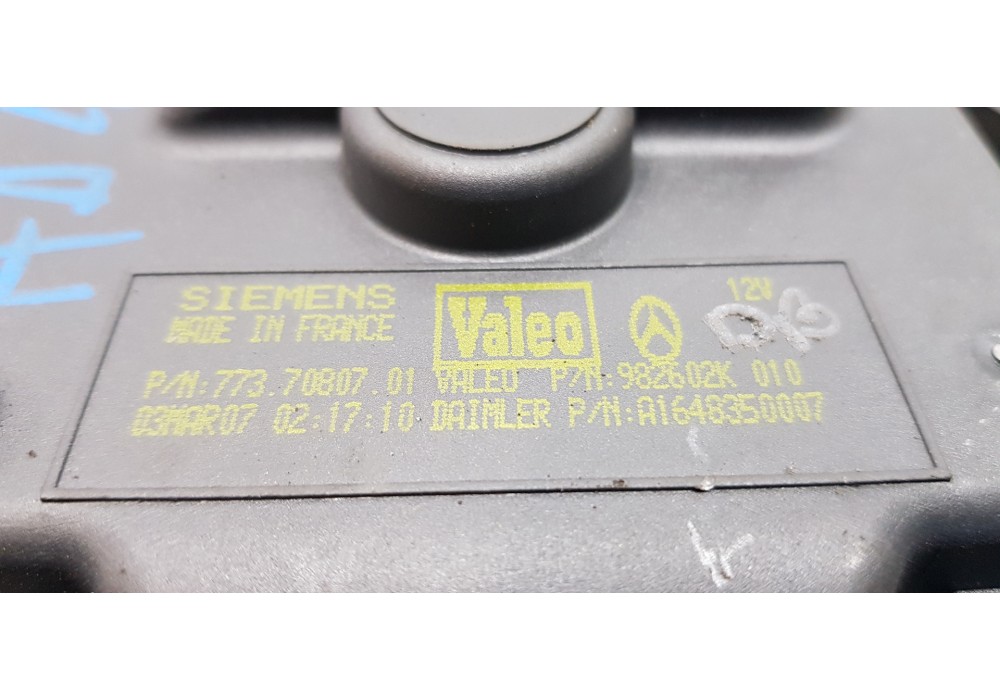 SIEMENS Valeo 12V
MADE IN FRANCE
P/N:773.70807.01 VALEO P/N:982602K 010
03MAR07 02:17:10 DAIMLER P/N:A1648350007